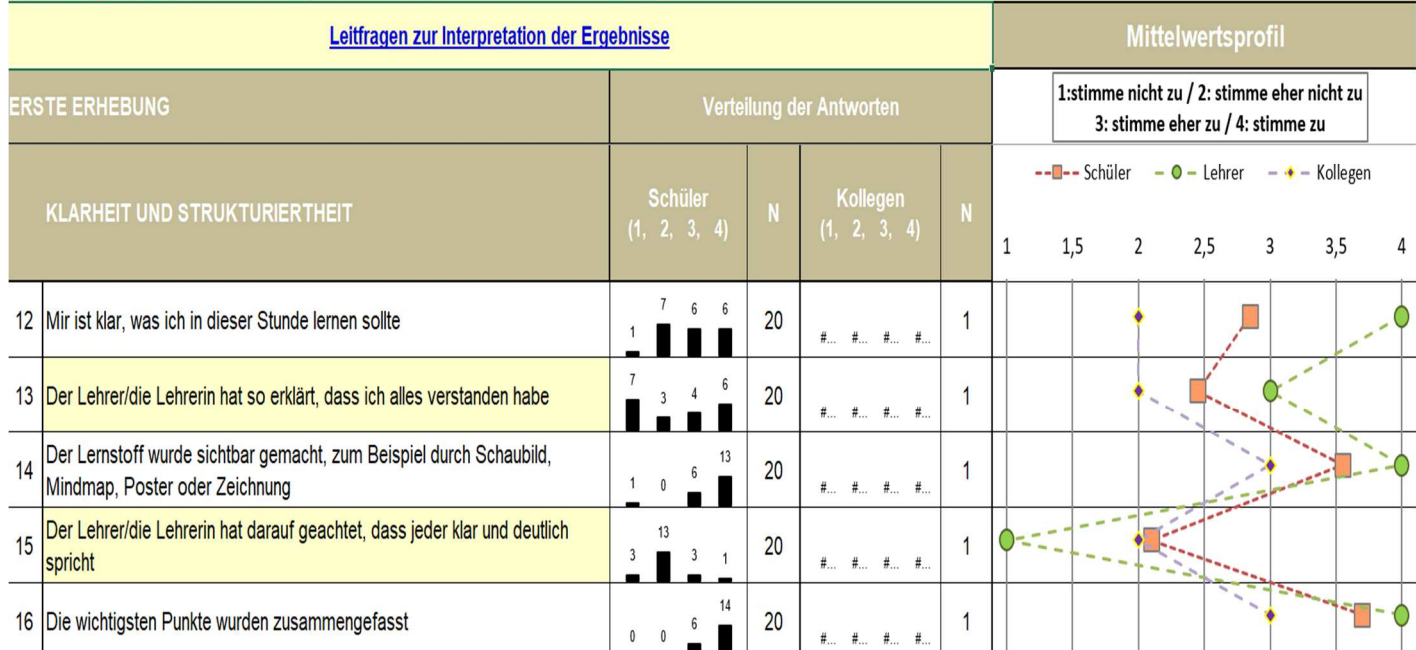 Leitfragen zur Interpretation der Ergebnisse
Mittelwertsprofil
ERSTE ERHEBUNG
Verteilung der Antworten
1:stimme nicht zu / 2: stimme eher nicht zu
3: stimme eher zu / 4: stimme zu
KLARHEIT UND STRUKTURIERTHEIT
Schüler
(1, 2, 3, 4)
N
Kollegen
(1, 2, 3, 4)
N
Schüler Lehrer Kollegen
1 1,5 2 2,5 3 3,5 4
12 Mir ist klar, was ich in dieser Stunde lernen sollte
1 7 6 6
20
#... #... #... #...
1
13 Der Lehrer/die Lehrerin hat so erklärt, dass ich alles verstanden habe
7 3 4 6
20
#... #... #... #...
1
14 Der Lernstoff wurde sichtbar gemacht, zum Beispiel durch Schaubild,
Mindmap, Poster oder Zeichnung
1 0 6 13
20
#... #... #... #...
1
15 Der Lehrer/die Lehrerin hat darauf geachtet, dass jeder klar und deutlich
spricht
3 13 3 1
20
#... #... #... #...
1
16 Die wichtigsten Punkte wurden zusammengefasst
0 0 6 14
20
#... #... #... #...
1